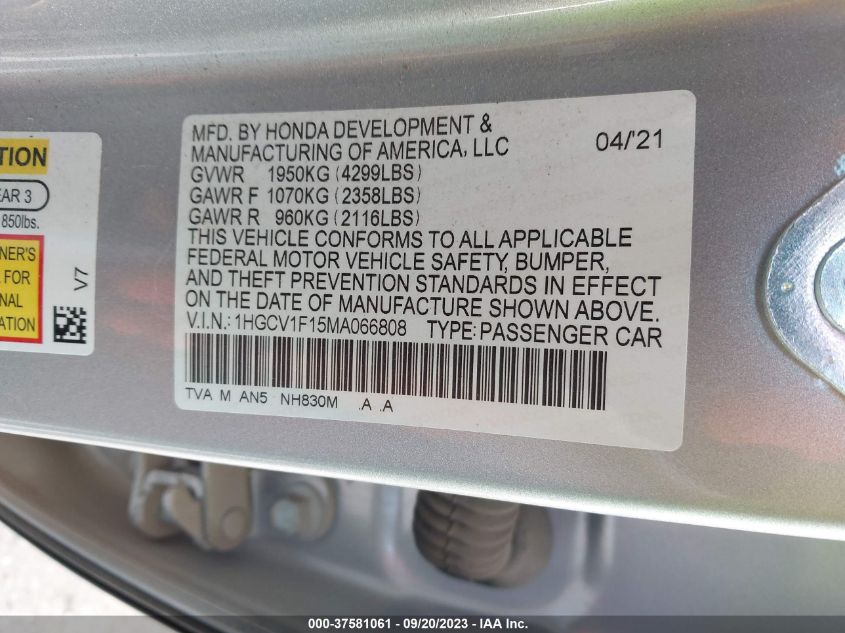 TION
EAR 3
850lbs.
NER'S
L FOR
NAL
ATION
V7
MFD. BY HONDA DEVELOPMENT &
MANUFACTURING OF AMERICA, LLC 04/'21
GVWR 1950KG (4299LBS)
GAWR F 1070KG (2358LBS)
GAWR R 960KG (2116LBS)
THIS VEHICLE CONFORMS TO ALL APPLICABLE
FEDERAL MOTOR VEHICLE SAFETY, BUMPER,
AND THEFT PREVENTION STANDARDS IN EFFECT
ON THE DATE OF MANUFACTURE SHOWN ABOVE.
V.I.N.: 1HGCV1F15MA066808 TYPE: PASSENGER CAR
TVA M AN5 NH830M .A .A
000-37581061 - 09/20/2023 - IAA Inc.